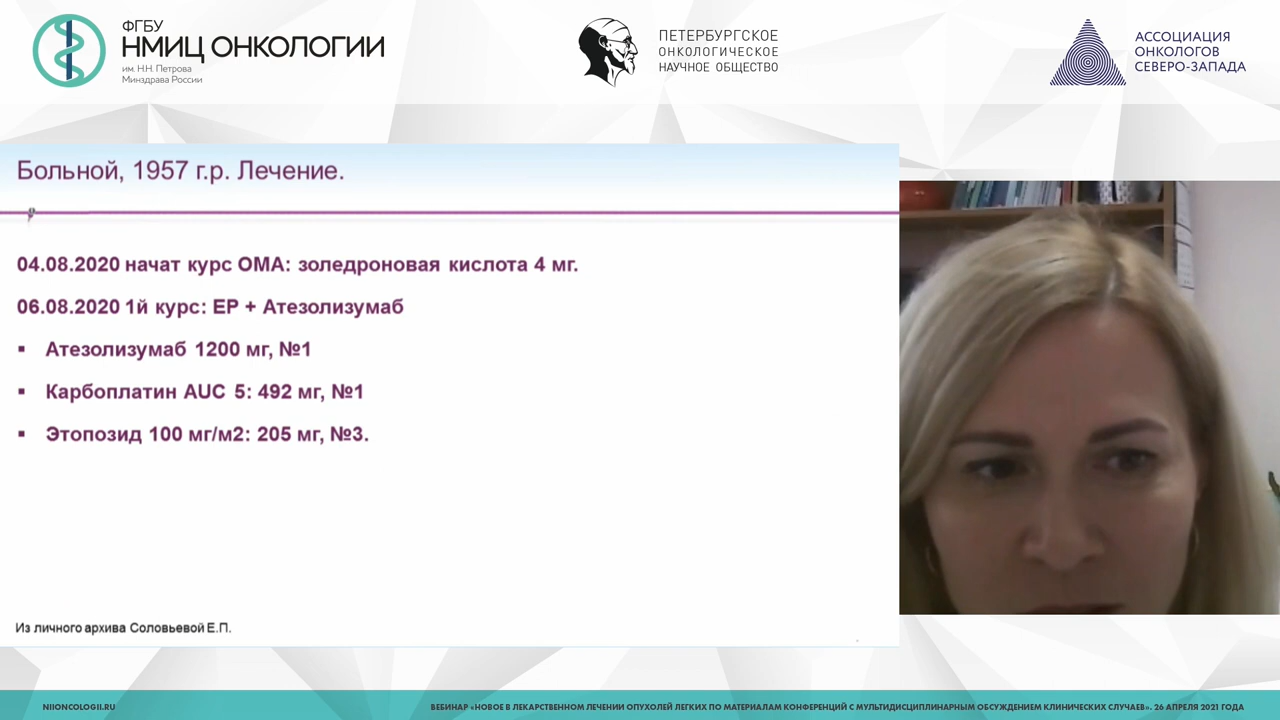 ФГБУ
НМИЦ ОНКОЛОГИИ
им. Н.Н. Петрова
Минздрава России
ПЕТЕРБУРГСКОЕ
ОНКОЛОГИЧЕСКОЕ
НАУЧНОЕ ОБЩЕСТВО
АССОЦИАЦИЯ
ОНКОЛОГОВ
СЕВЕРО-ЗАПАДА
Больной, 1957 г.р. Лечение.
04.08.2020 начат курс ОМА: золедроновая кислота 4 мг.
06.08.2020 1й курс: EP + Атезолизумаб
▪ Атезолизумаб 1200 мг, №1
▪ Карбоплатин AUC 5: 492 мг, №1
▪ Этопозид 100 мг/м2: 205 мг, №3.
Из личного архива Соловьевой Е.П.
NIIONCOLOGII.RU
ВЕБИНАР «НОВОЕ В ЛЕКАРСТВЕННОМ ЛЕЧЕНИИ ОПУХОЛЕЙ ЛЕГКИХ ПО МАТЕРИАЛАМ КОНФЕРЕНЦИЙ С МУЛЬТИДИСЦИПЛИНАРНЫМ ОБСУЖДЕНИЕМ КЛИНИЧЕСКИХ СЛУЧАЕВ». 26 АПРЕЛЯ 2021 ГОДА